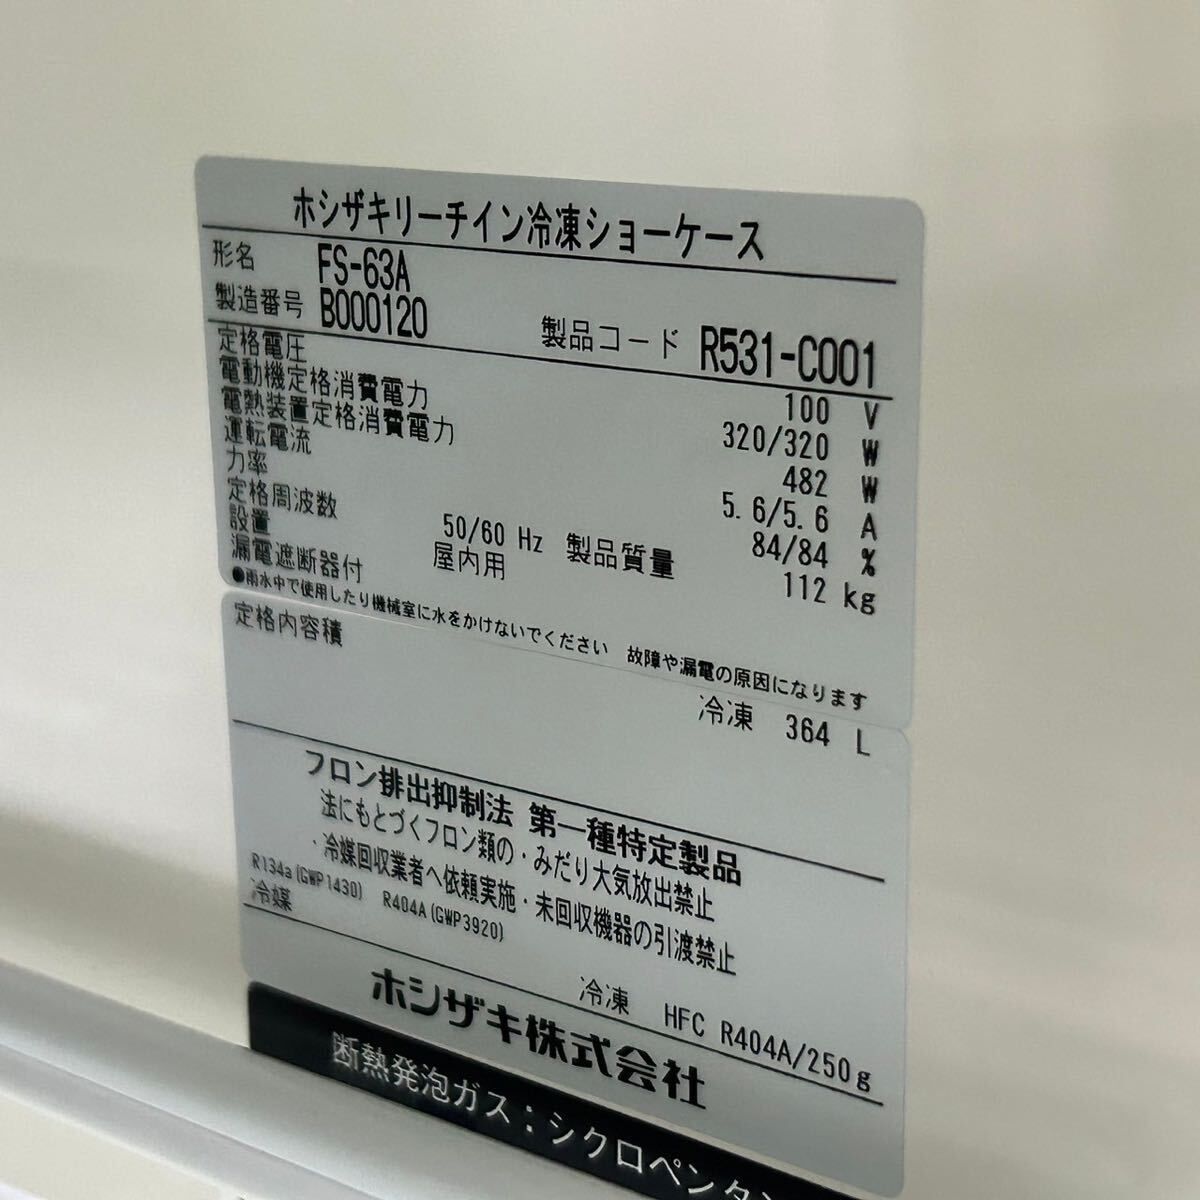 ホシザキリーチイン冷凍ショーケース
形名 FS-63A
製造番号 B000120 製品コード R531-C001
定格電圧 100 V
電動機定格消費電力 320/320 W
電熱装置定格消費電力 482 W
運転電流 5.6/5.6 A
力率 84/84 %
定格周波数 50/60 Hz 製品質量 112 kg
設置 屋内用
漏電遮断器付
●雨水中で使用したり機械室に水をかけないでください 故障や漏電の原因になります
定格内容積
冷凍 364 L
フロン排出抑制法 第一種特定製品
法にもとづくフロン類の・みだり大気放出禁止
・冷媒回収業者へ依頼実施・未回収機器の引渡禁止
R134a(GWP1430) R404A(GWP3920)
冷媒 冷凍 HFC R404A/250g
ホシザキ株式会社
断熱発泡ガス：シクロペンタン